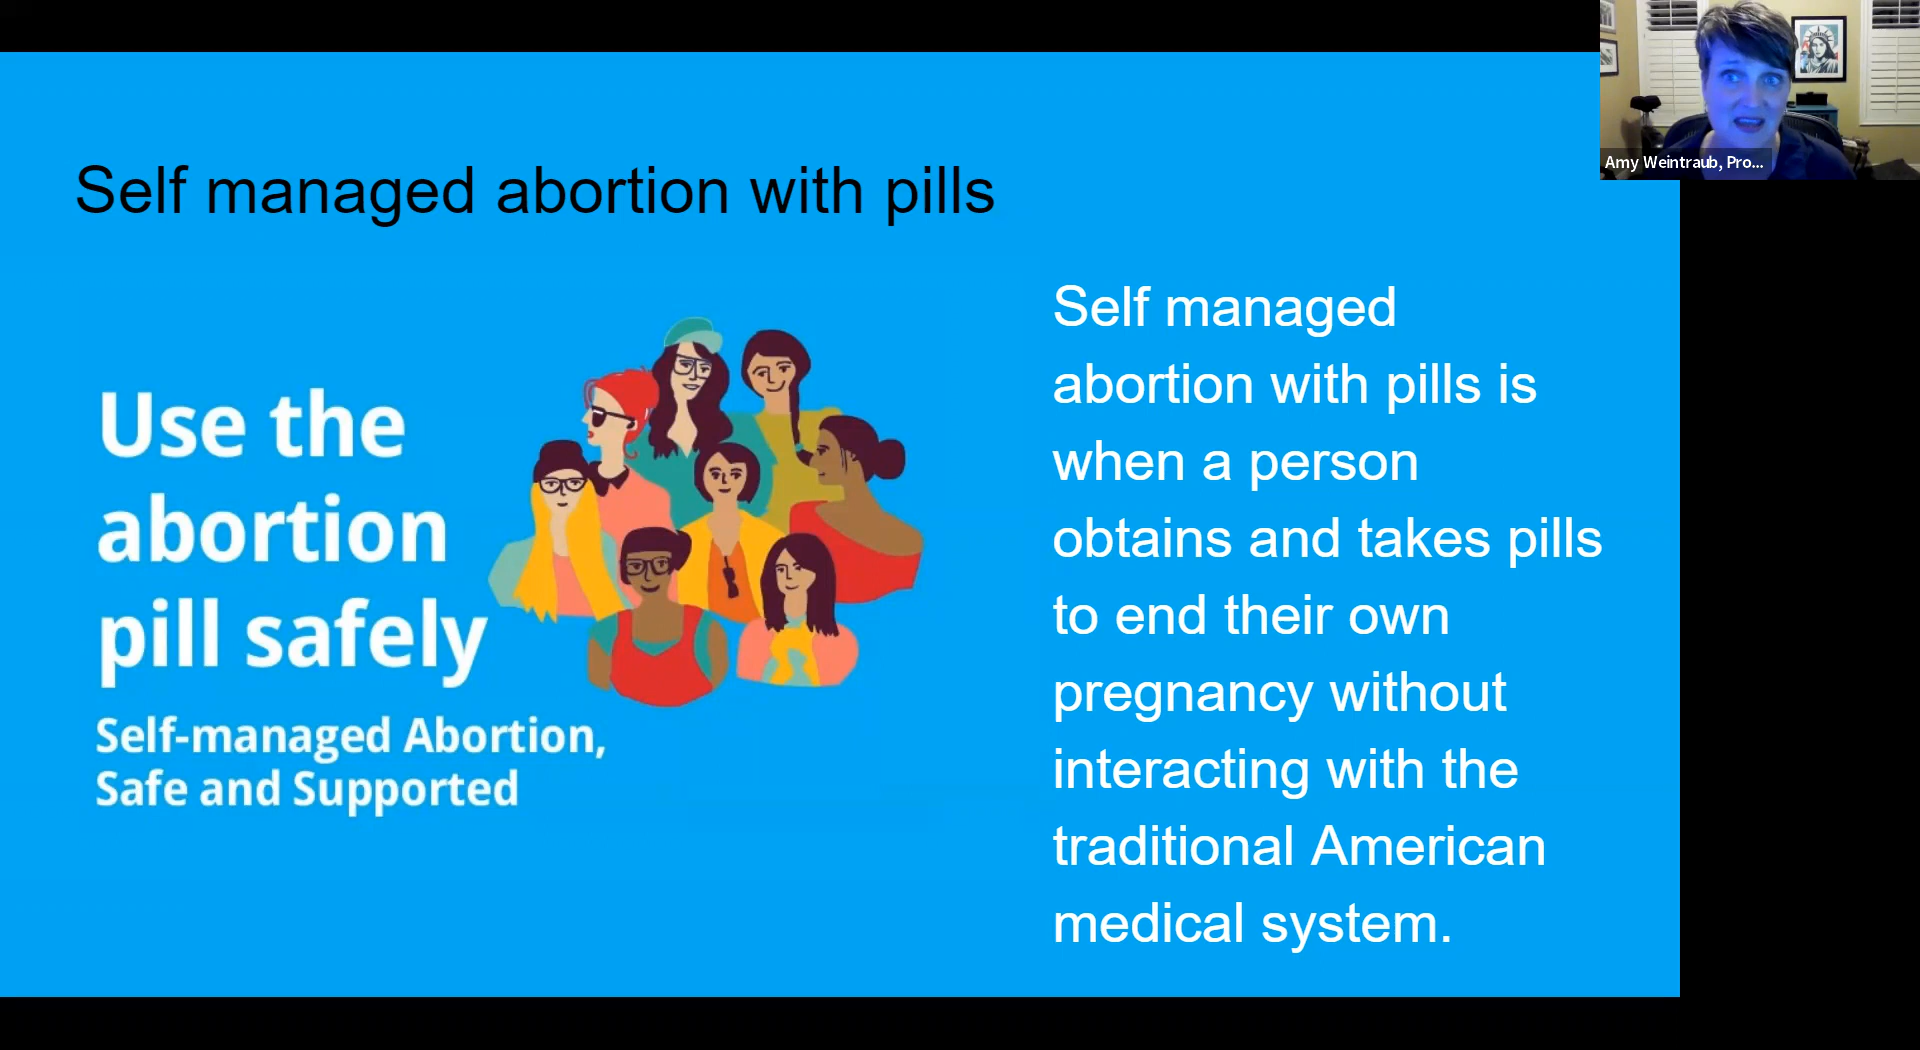 Self managed abortion with pills
Use the
abortion
pill safely
Self-managed Abortion,
Safe and Supported
Self managed
abortion with pills is
when a person
obtains and takes pills
to end their own
pregnancy without
interacting with the
traditional American
medical system.
Amy Weintraub, Pro...